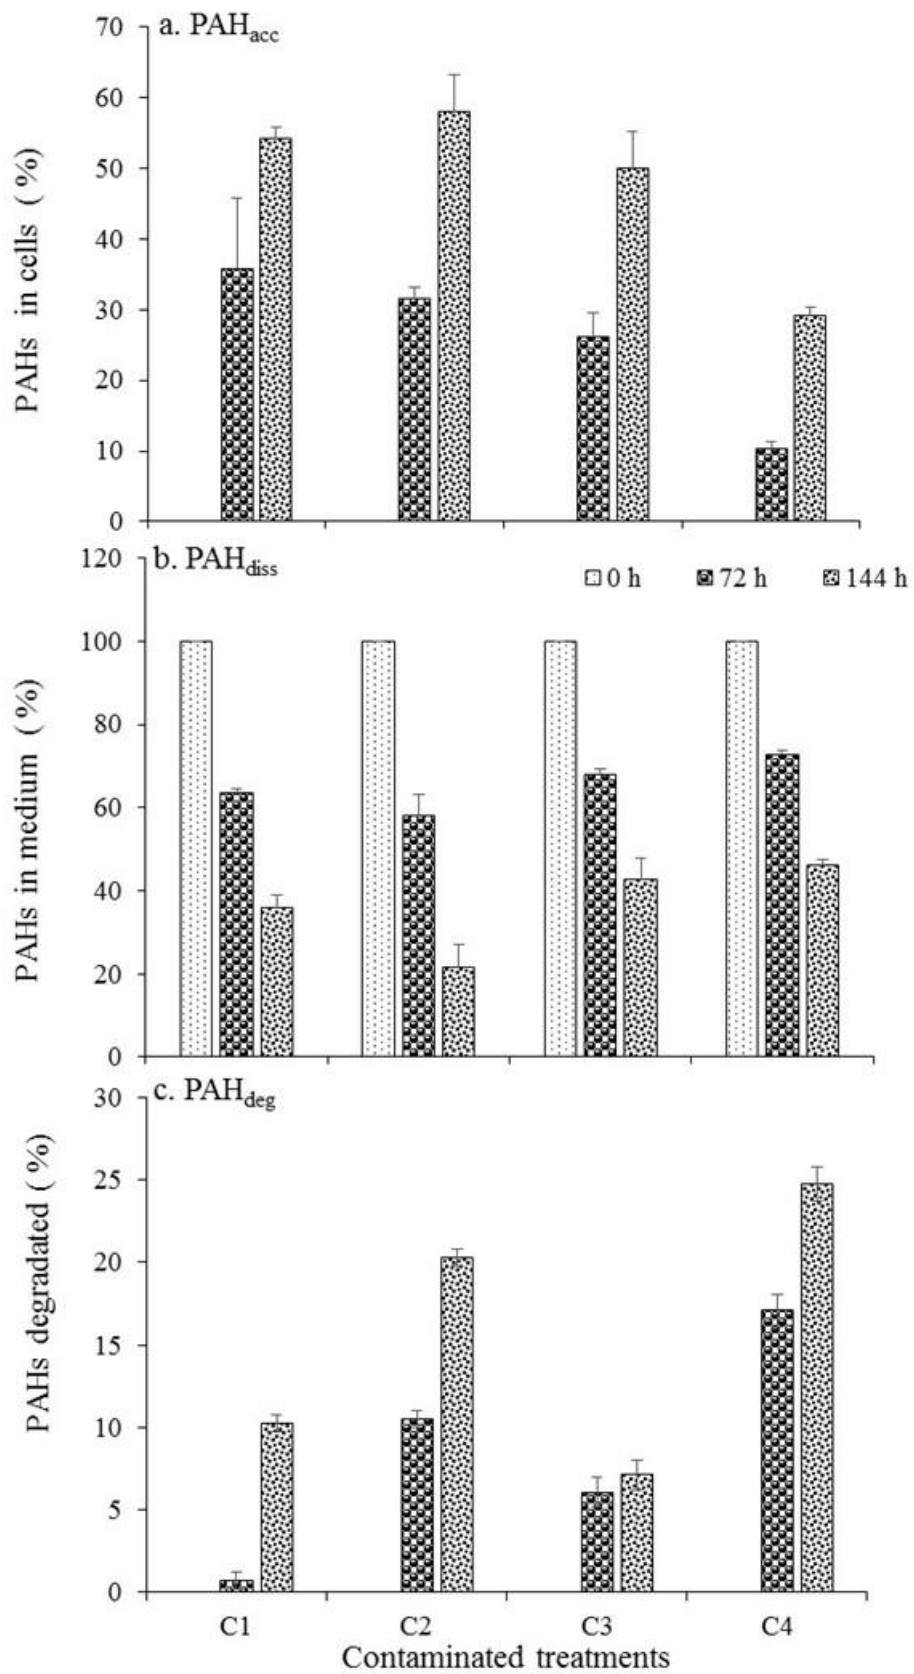 a. PAHacc
70
60
50
40
30
20
10
0
PAHs in cells ( %)
b. PAHdiss
0 h 72 h 144 h
120
100
80
60
40
20
0
PAHs in medium ( %)
c. PAHdeg
30
25
20
15
10
5
0
PAHs degradated ( %)
C1 C2 C3 C4
Contaminated treatments